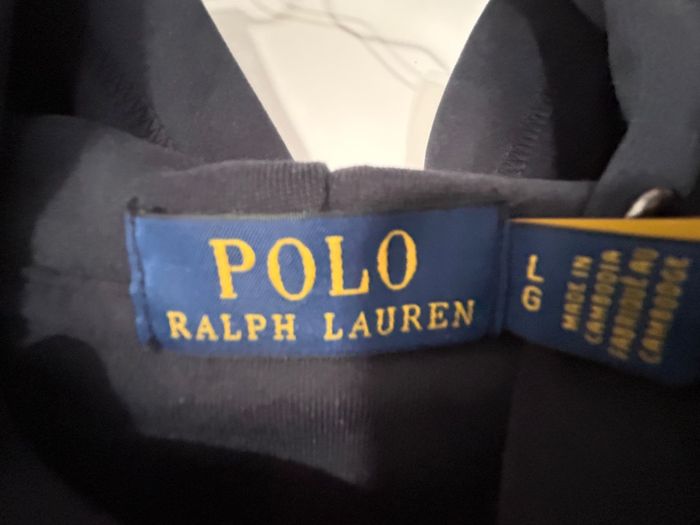 POLO
RALPH LAUREN
L
G
MADE IN
CAMBODIA
FABRIQUÉ AU
CAMBODGE